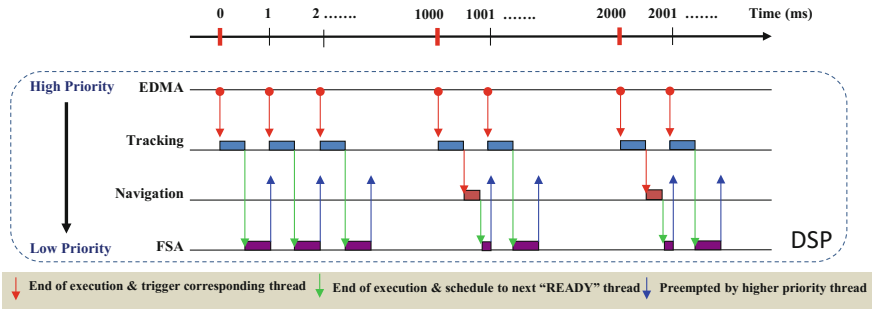 0 1 2 ....... 1000 1001 ....... 2000 2001 ....... Time (ms)
High Priority EDMA
Tracking
Navigation
Low Priority FSA DSP
End of execution & trigger corresponding thread End of execution & schedule to next “READY” thread Preempted by higher priority thread